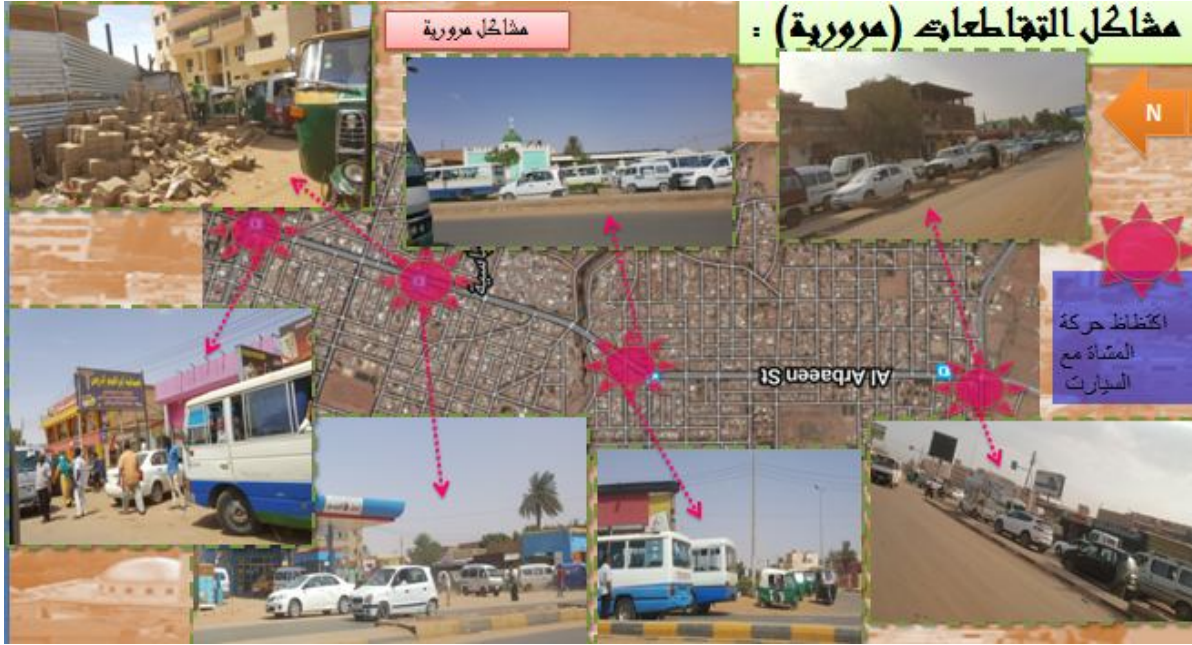 مشاكل التقاطعات (مرورية) :
مشاكل مرورية
N
اكتظاظ حركة
المشاة مع
السيارت
Al Arbaeen St